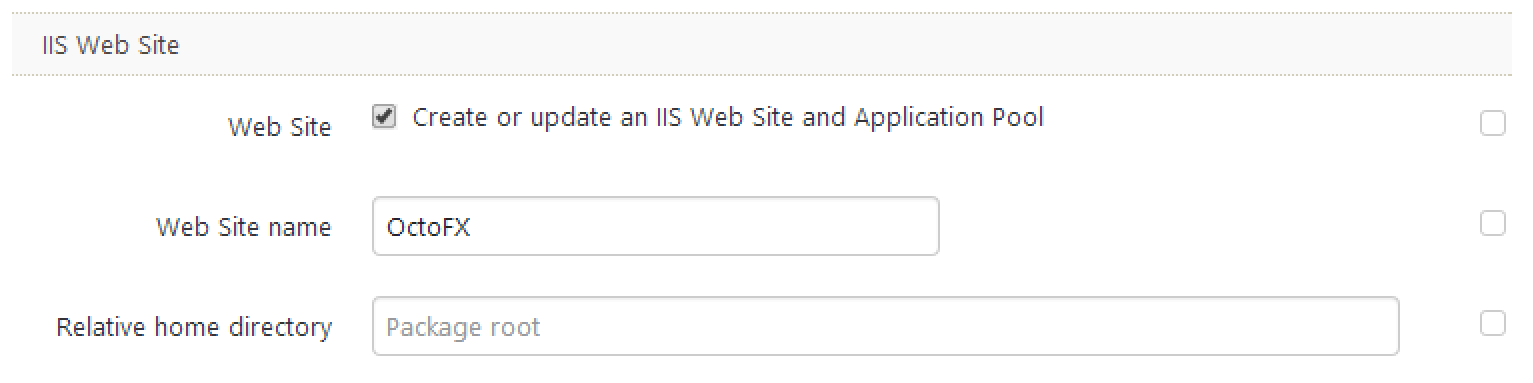 IIS Web Site
Web Site Create or update an IIS Web Site and Application Pool
Web Site name OctoFX
Relative home directory Package root